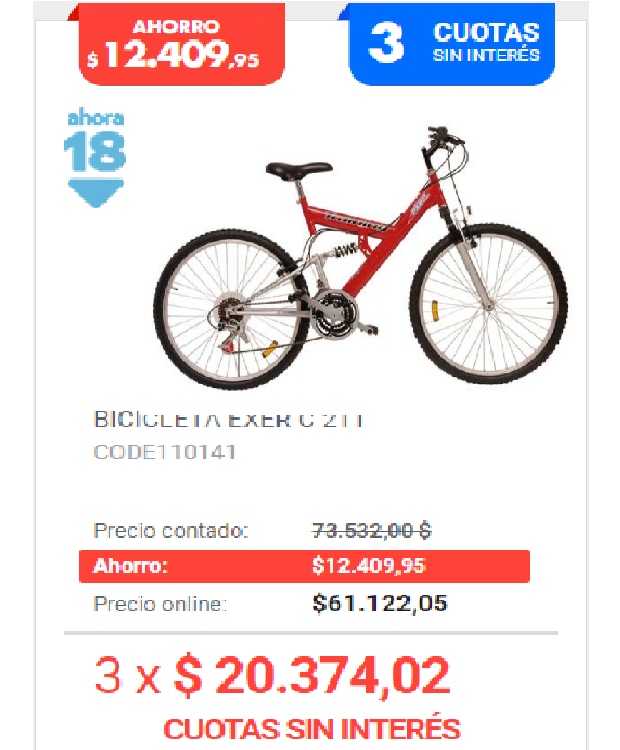 AHORRO
$ 12.409,95
3 CUOTAS
SIN INTERÉS
ahora
18
BICICLETA EXER C 211
CODE110141
Precio contado: 73.532,00 $
Ahorro: $12.409,95
Precio online: $61.122,05
3 x $ 20.374,02
CUOTAS SIN INTERÉS